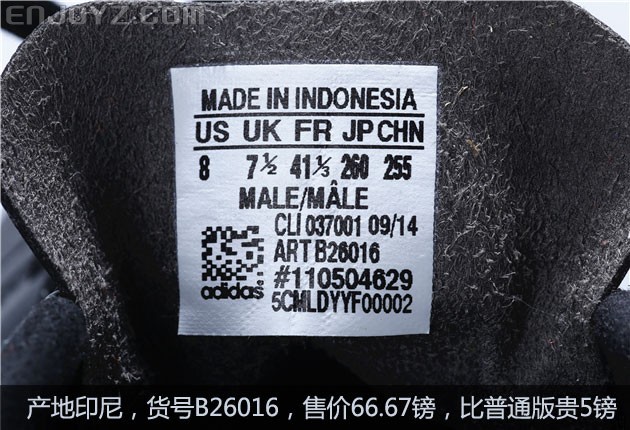 ENJOYZ.com
MADE IN INDONESIA
US UK FR JP CHN
8 7½ 41⅓ 260 255
MALE/MÂLE
CLI 037001 09/14
ART B26016
#110504629
adidas 5CMLDYYF00002
产地印尼，货号B26016，售价66.67镑，比普通版贵5镑